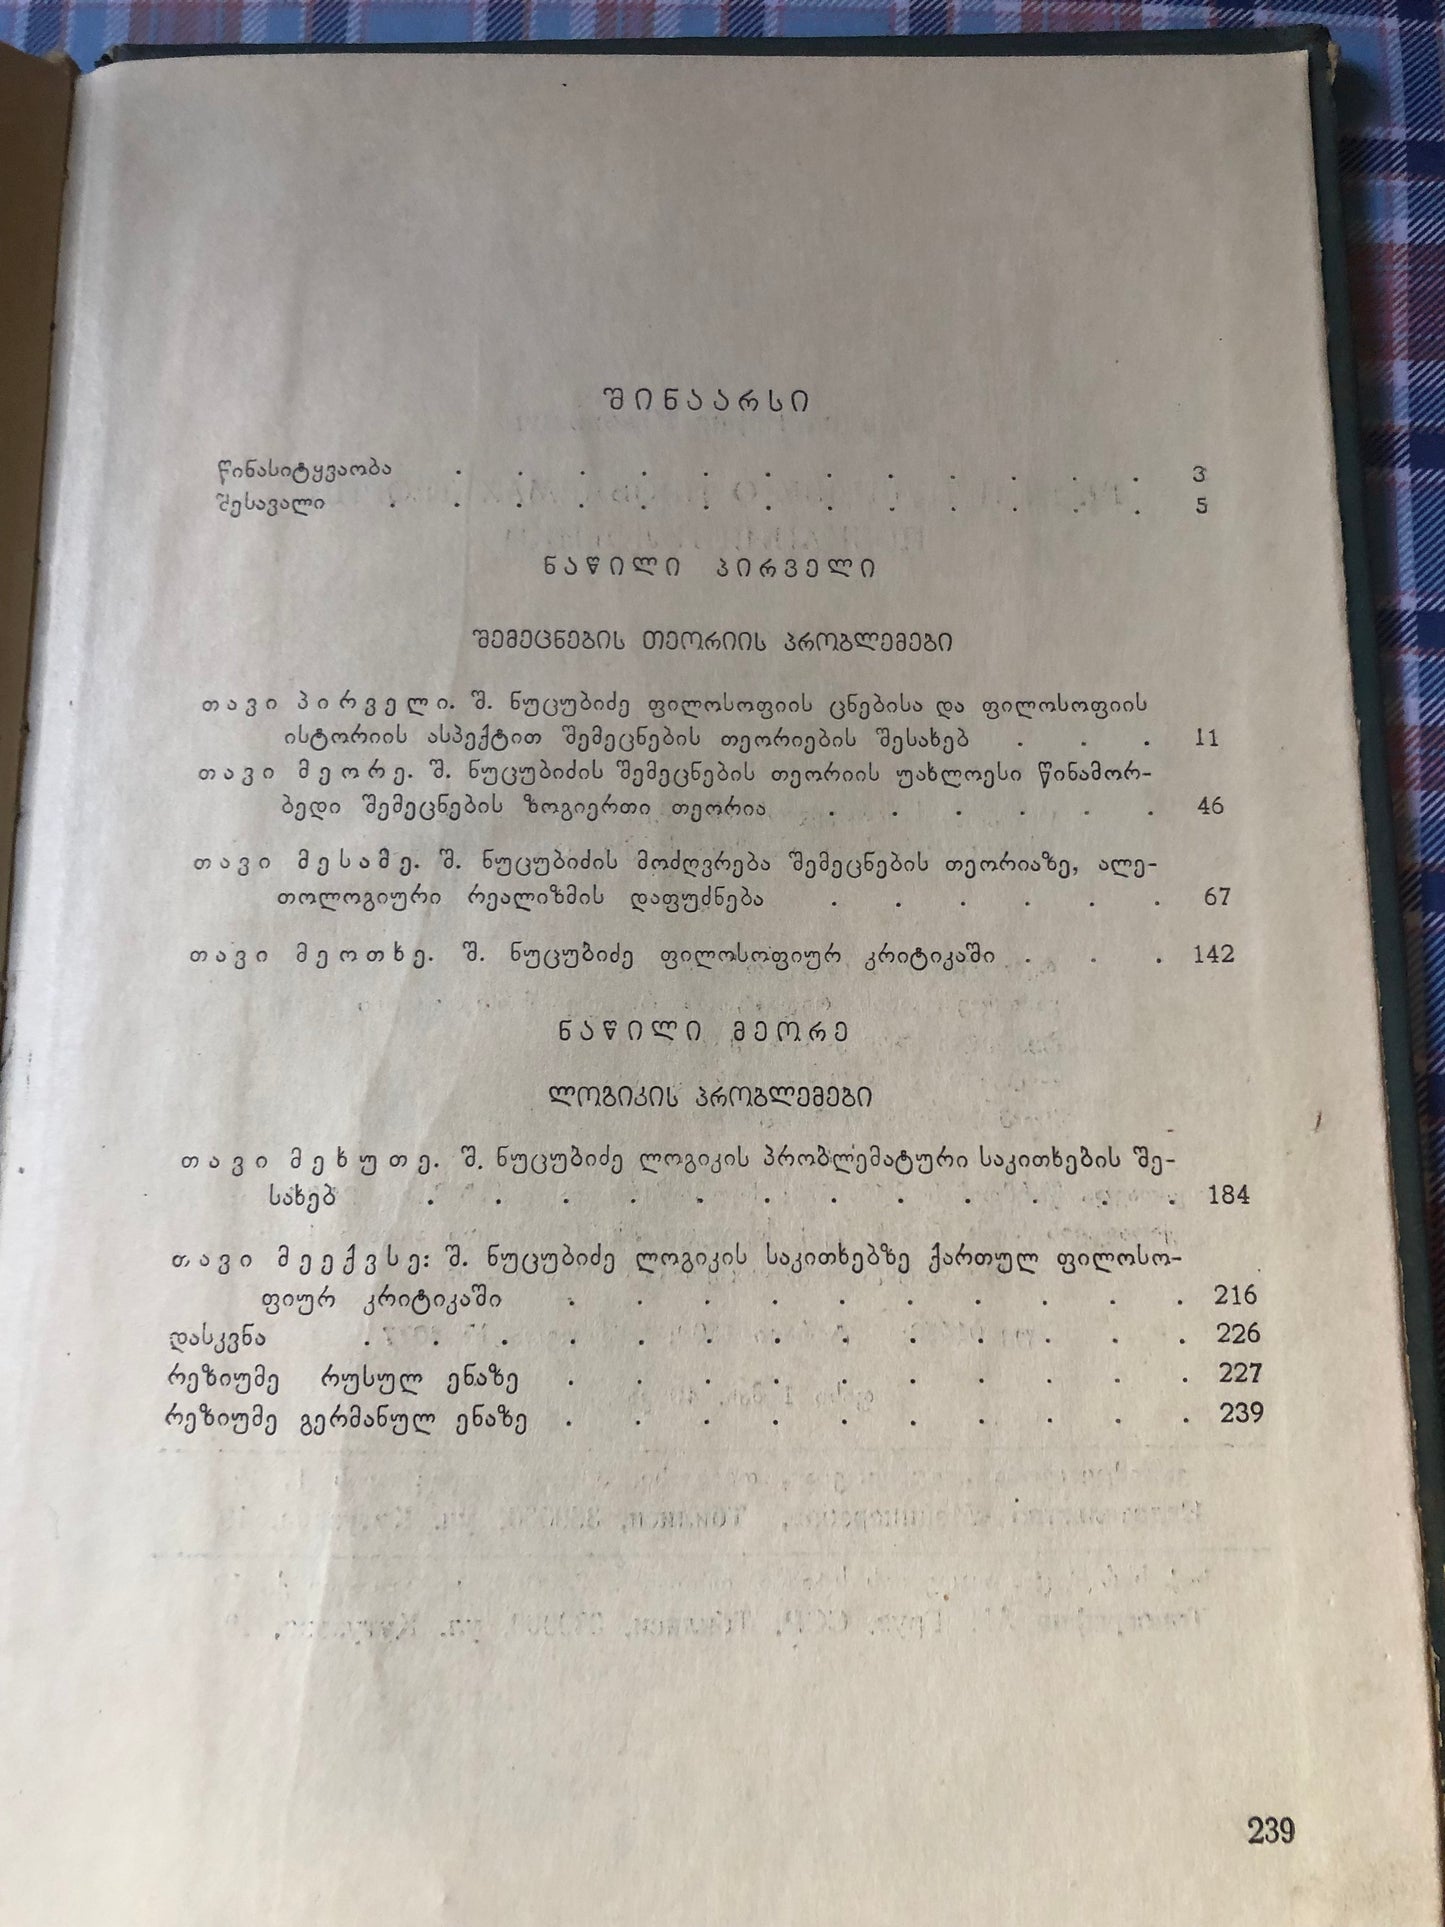 შინაარსი
წინასიტყვაობა . . . . . . . . . . . . 3
შესავალი . . . . . . . . . . . . . 5
ნაწილი პირველი
შემეცნების თეორიის პრობლემები
თავი პირველი. შ. ნუცუბიძე ფილოსოფიის ცნებისა და ფილოსოფიის
ისტორიის ასპექტით შემეცნების თეორიების შესახებ . . . 11
თავი მეორე. შ. ნუცუბიძის შემეცნების თეორიის უახლოესი წინამორ-
ბედი შემეცნების ზოგიერთი თეორია . . . . . . 46
თავი მესამე. შ. ნუცუბიძის მოძღვრება შემეცნების თეორიაზე, ალე-
თოლოგიური რეალიზმის დაფუძნება . . . . . . 67
თავი მეოთხე. შ. ნუცუბიძე ფილოსოფიურ კრიტიკაში . . . 142
ნაწილი მეორე
ლოგიკის პრობლემები
თავი მეხუთე. შ. ნუცუბიძე ლოგიკის პრობლემატური საკითხების შე-
სახებ . . . . . . . . . . . . 184
თავი მეექვსე: შ. ნუცუბიძე ლოგიკის საკითხებზე ქართულ ფილოსო-
ფიურ კრიტიკაში . . . . . . . . . . 216
დასკვნა . . . . . . . . . . . . . 226
რეზიუმე რუსულ ენაზე . . . . . . . . . . 227
რეზიუმე გერმანულ ენაზე . . . . . . . . . . 239
239